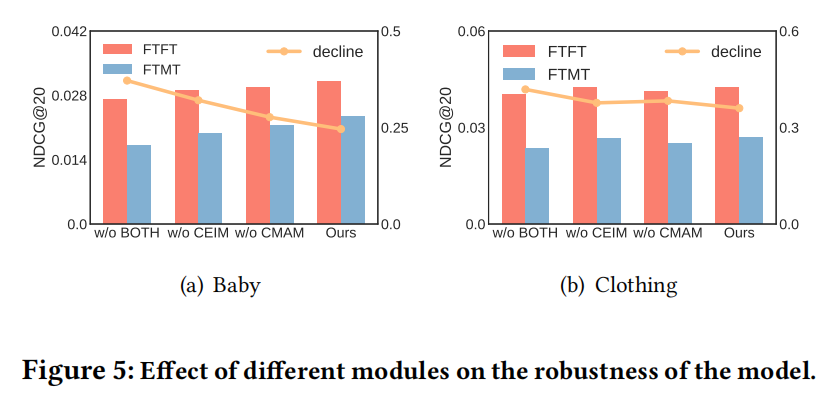 0.042
0.028
0.014
0.0
NDCG@20
FTFT
FTMT
decline
0.5
0.25
0.0
w/o BOTH w/o CEIM w/o CMAM Ours
(a) Baby
0.06
0.03
0.0
NDCG@20
FTFT
FTMT
decline
0.6
0.3
0.0
w/o BOTH w/o CEIM w/o CMAM Ours
(b) Clothing
Figure 5: Effect of different modules on the robustness of the model.